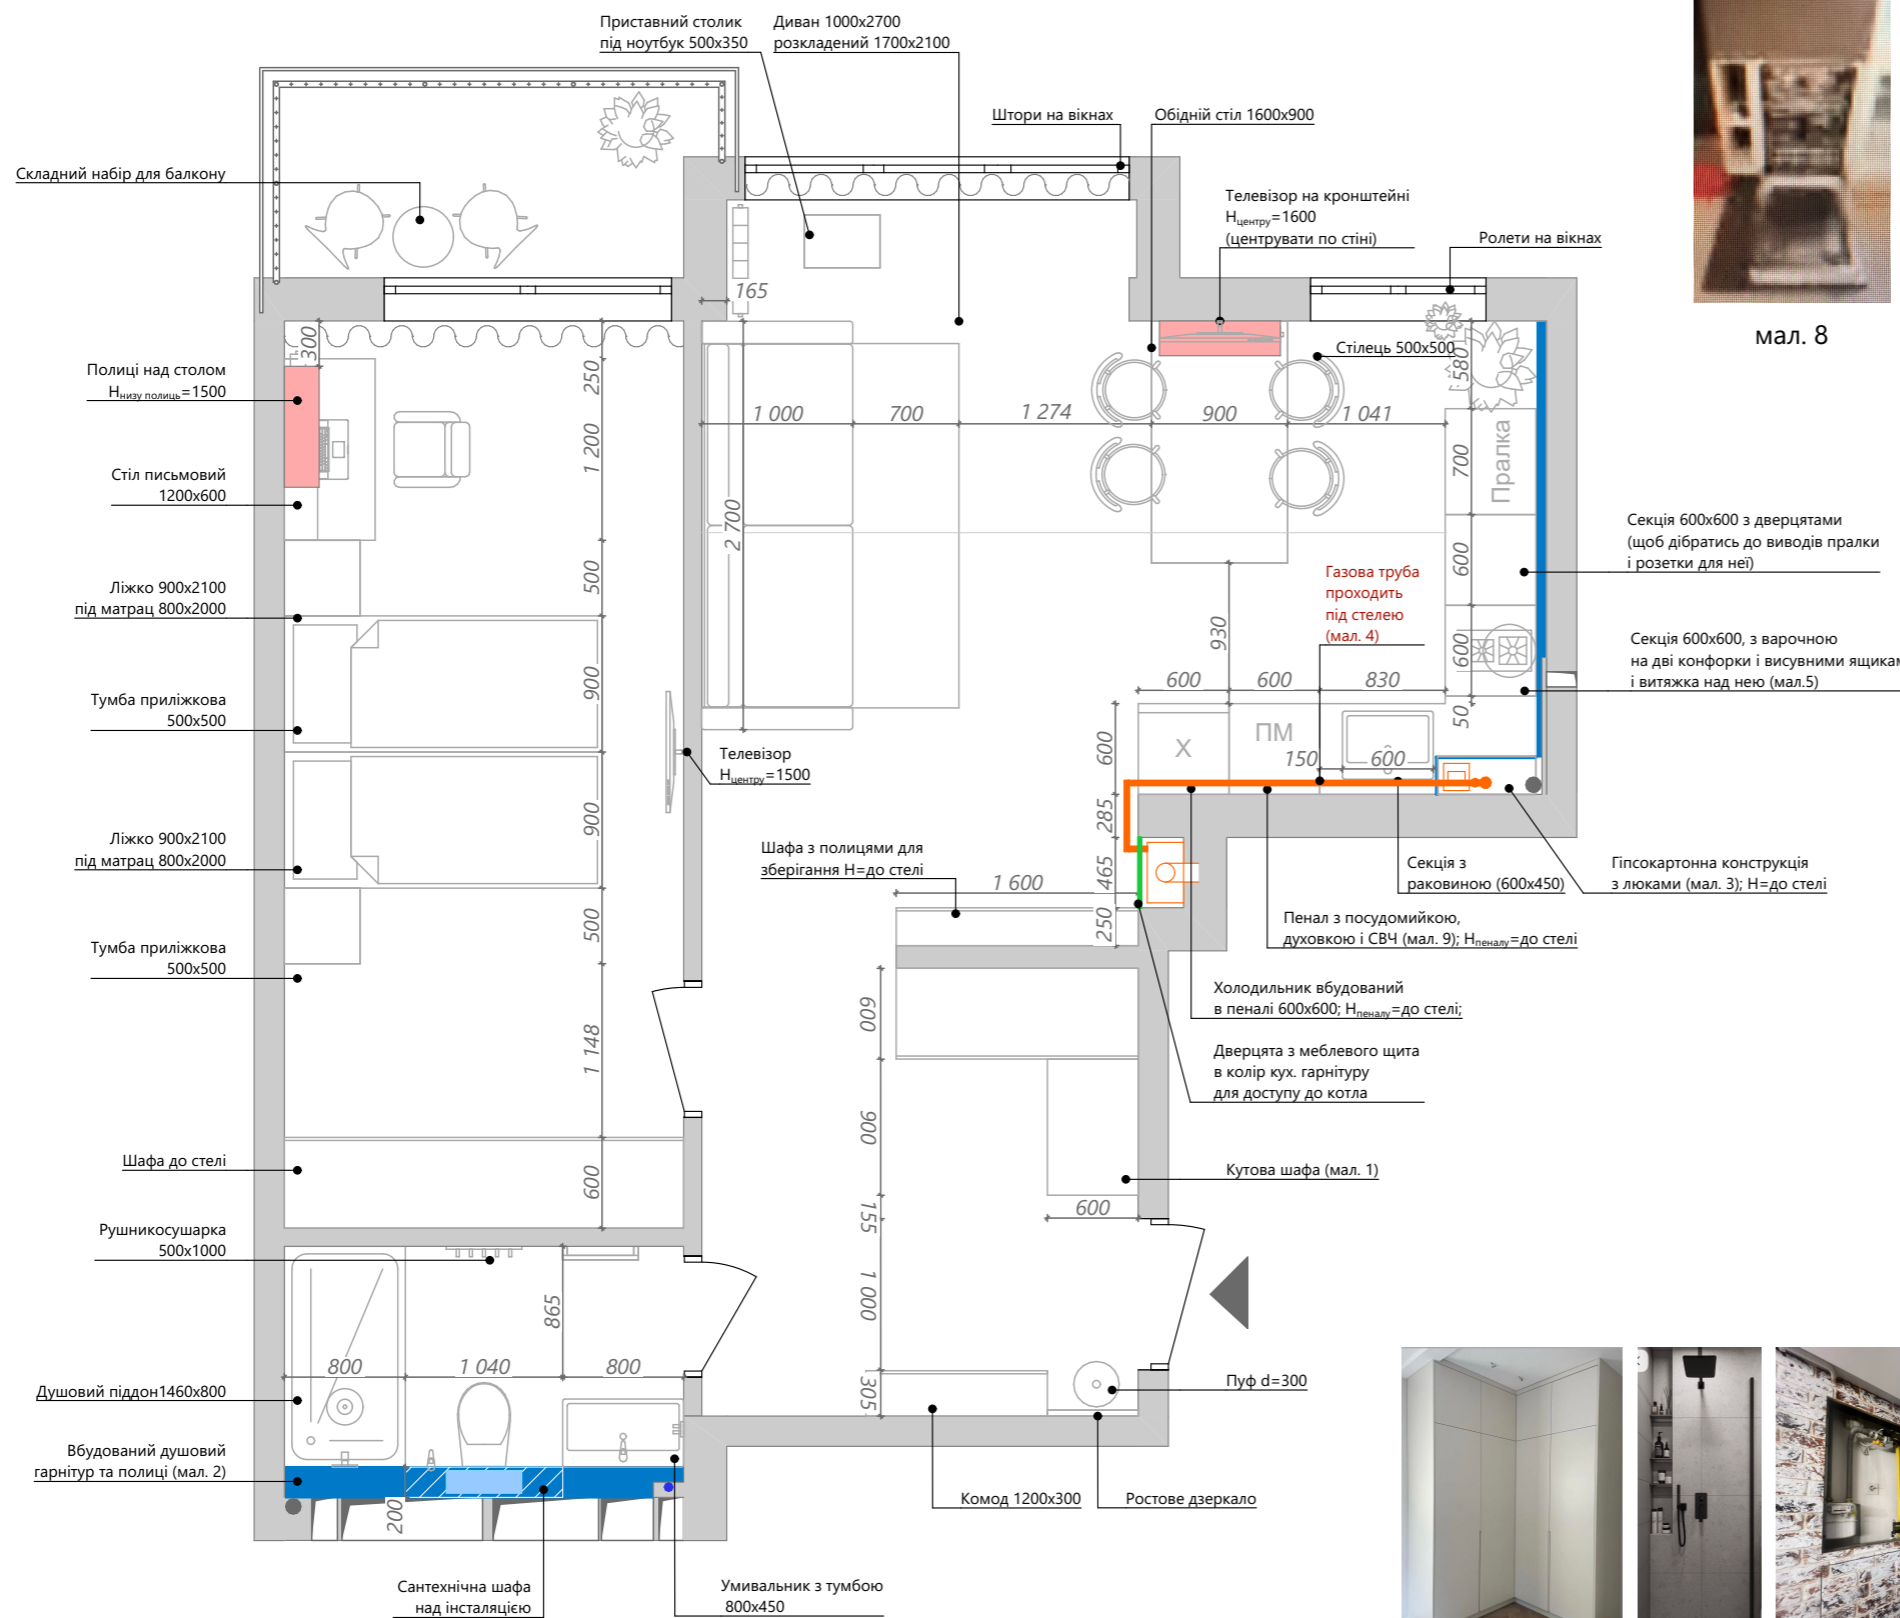 Приставний столик
під ноутбук 500х350
Диван 1000х2700
розкладений 1700х2100
Штори на вікнах
Обідній стіл 1600х900
Складний набір для балкону
Телевізор на кронштейні
Hцентру=1600
(центрувати по стіні)
Ролети на вікнах
мал. 8
165
300
250
580
Стілець 500х500
Полиці над столом
Hнизу полиць=1500
1 000
700
1 274
900
1 041
1 200
700
Пралка
Стіл письмовий
1200х600
2 700
Секція 600х600 з дверцятами
(щоб дібратись до виводів пралки
і розетки для неї)
600
500
Газова труба
проходить
під стелею
(мал. 4)
Ліжко 900х2100
під матрац 800х2000
930
600
Секція 600х600, з варочною
на дві конфорки і висувними ящикам
і витяжка над нею (мал.5)
900
600
600
830
50
Тумба приліжкова
500х500
600
Х
ПМ
150
600
Телевізор
Hцентру=1500
285
900
Ліжко 900х2100
під матрац 800х2000
Шафа з полицями для
зберігання H=до стелі
1 600
465
250
Секція з
раковиною (600х450)
Гіпсокартонна конструкція
з люками (мал. 3); H=до стелі
500
Пенал з посудомийкою,
духовкою і СВЧ (мал. 9); Hпеналу=до стелі
Тумба приліжкова
500х500
Холодильник вбудований
в пеналі 600х600; Hпеналу=до стелі;
600
1 148
Дверцята з меблевого щита
в колір кух. гарнітуру
для доступу до котла
900
Шафа до стелі
600
Кутова шафа (мал. 1)
600
155
Рушникосушарка
500х1000
865
1 000
800
1 040
800
Душовий піддон1460х800
305
Пуф d=300
Вбудований душовий
гарнітур та полиці (мал. 2)
200
Комод 1200х300
Ростове дзеркало
Сантехнічна шафа
над інсталяцією
Умивальник з тумбою
800х450